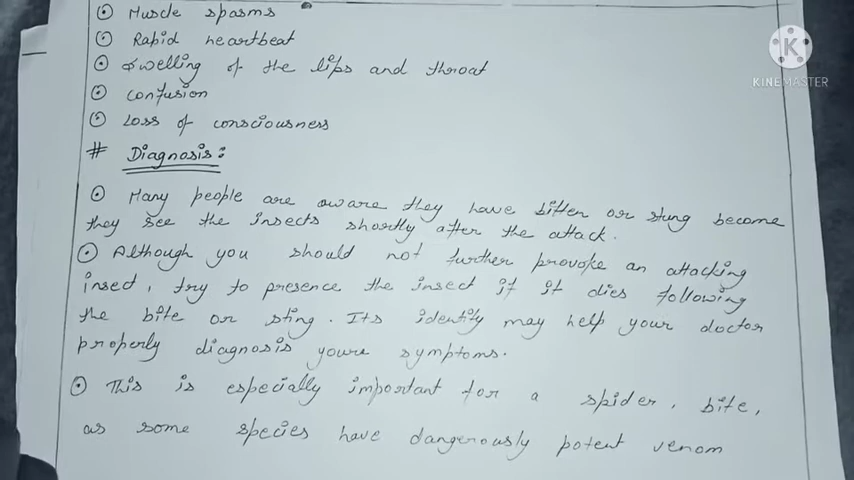 Muscle spasms
Rapid heartbeat
Swelling of the lips and throat
Confusion
Loss of consciousness
# Diagnosis:
Many people are aware they have bitten or stung become
they see the insects shortly after the attack.
Although you should not further provoke an attacking
insect, try to presence the insect if it dies following
the bite or sting. Its identity may help your doctor
properly diagnosis youre symptoms.
This is especially important for a spider, bite,
as some species have dangerously potent venom
K
KINEMASTER